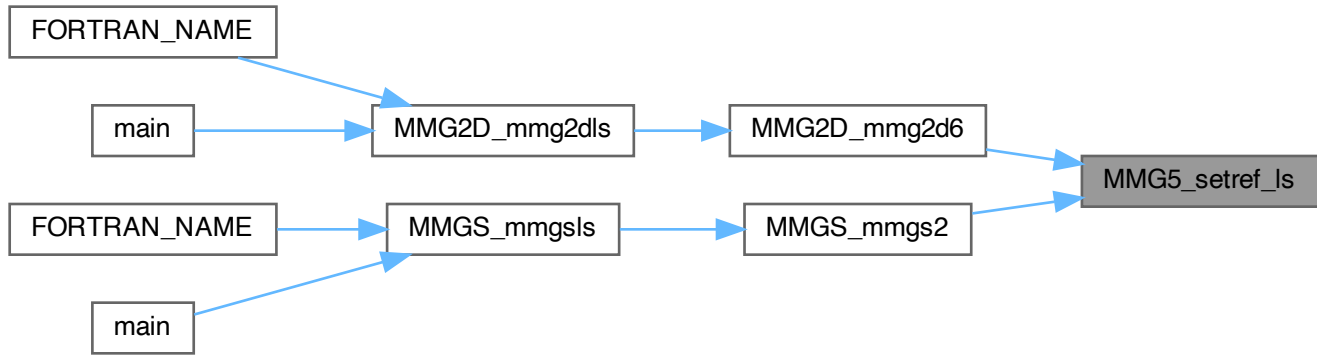 FORTRAN_NAME
main
MMG2D_mmg2dls
MMG2D_mmg2d6
MMG5_setref_ls
FORTRAN_NAME
MMGS_mmgsls
MMGS_mmgs2
main